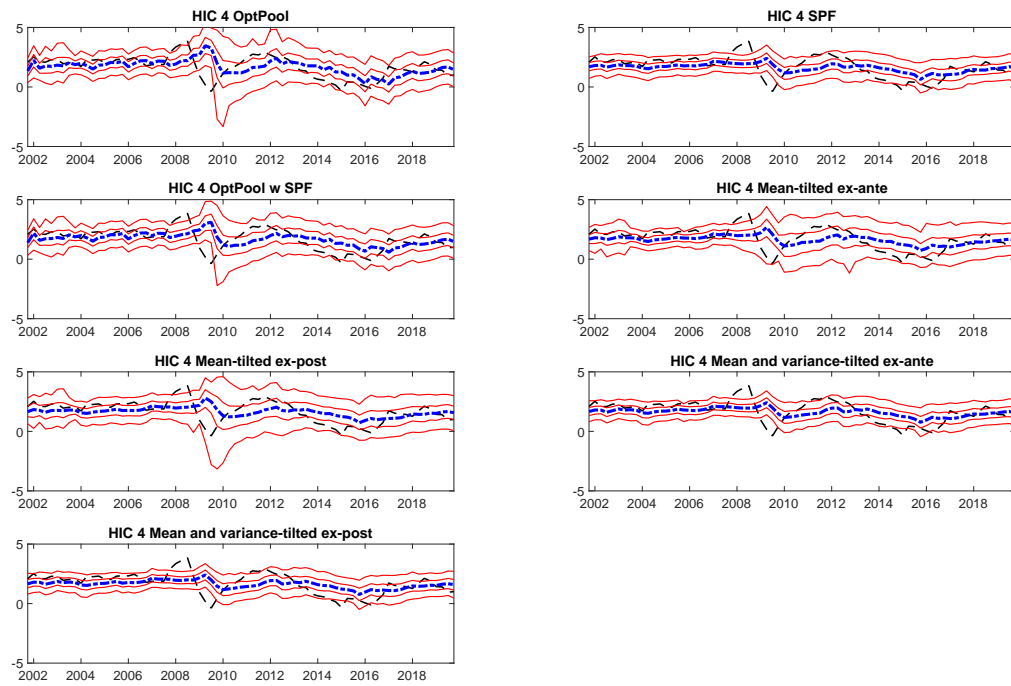 HIC 4 OptPool
5
0
-5
2002 2004 2006 2008 2010 2012 2014 2016 2018
HIC 4 SPF
5
0
-5
2002 2004 2006 2008 2010 2012 2014 2016 2018
HIC 4 OptPool w SPF
5
0
-5
2002 2004 2006 2008 2010 2012 2014 2016 2018
HIC 4 Mean-tilted ex-ante
5
0
-5
2002 2004 2006 2008 2010 2012 2014 2016 2018
HIC 4 Mean-tilted ex-post
5
0
-5
2002 2004 2006 2008 2010 2012 2014 2016 2018
HIC 4 Mean and variance-tilted ex-ante
5
0
-5
2002 2004 2006 2008 2010 2012 2014 2016 2018
HIC 4 Mean and variance-tilted ex-post
5
0
-5
2002 2004 2006 2008 2010 2012 2014 2016 2018